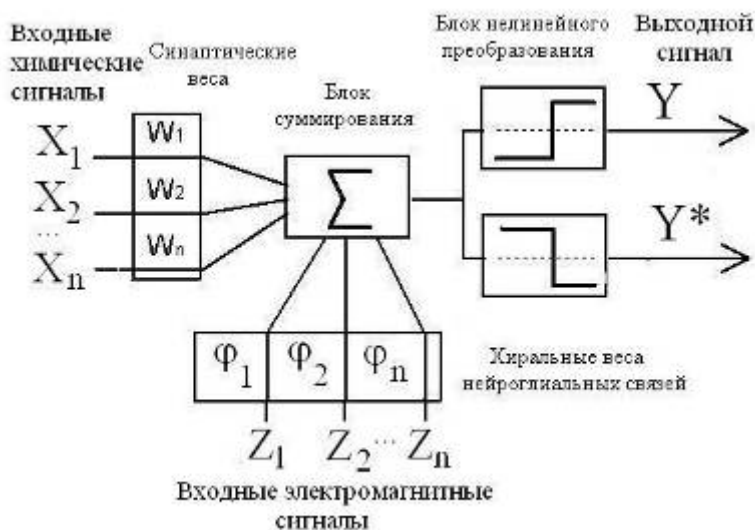 Входные
химические
сигналы
Синаптические
веса
Блок
суммирования
Блок нелинейного
преобразования
Выходной
сигнал
X1
W1
X2
W2
...
Xn
Wn
Σ
Y
Y*
φ1 φ2 φn
Хиральные веса
нейроглиальных связей
Z1 Z2 ... Zn
Входные электромагнитные
сигналы